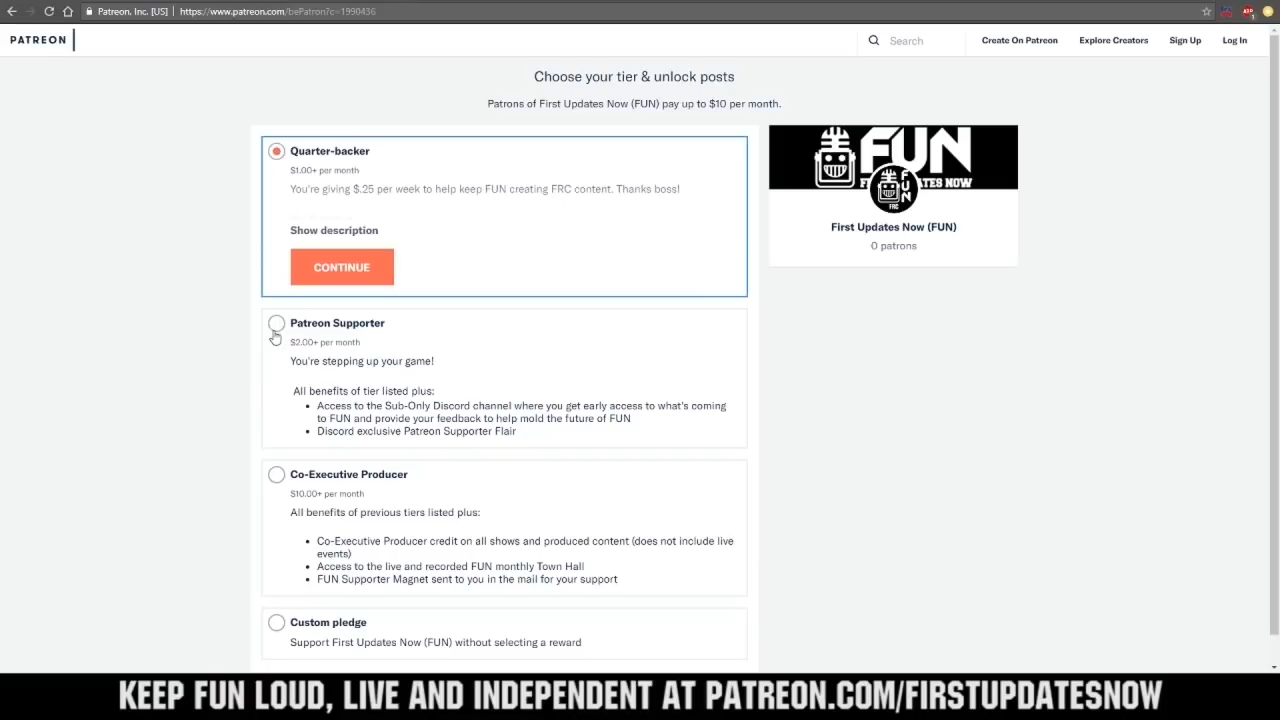 Patreon, Inc. [US] | https://www.patreon.com/bePatron?c=1990436
PATREON
Search
Create On Patreon
Explore Creators
Sign Up
Log In
Choose your tier & unlock posts
Patrons of First Updates Now (FUN) pay up to $10 per month.
Quarter-backer
$1.00+ per month
You're giving $.25 per week to help keep FUN creating FRC content. Thanks boss!
Show description
CONTINUE
FUN
FUN
FRC
First Updates Now (FUN)
0 patrons
Patreon Supporter
$2.00+ per month
You're stepping up your game!
All benefits of tier listed plus:
• Access to the Sub-Only Discord channel where you get early access to what's coming
to FUN and provide your feedback to help mold the future of FUN
• Discord exclusive Patreon Supporter Flair
Co-Executive Producer
$10.00+ per month
All benefits of previous tiers listed plus:
• Co-Executive Producer credit on all shows and produced content (does not include live
events)
• Access to the live and recorded FUN monthly Town Hall
• FUN Supporter Magnet sent to you in the mail for your support
Custom pledge
Support First Updates Now (FUN) without selecting a reward
KEEP FUN LOUD, LIVE AND INDEPENDENT AT PATREON.COM/FIRSTUPDATESNOW